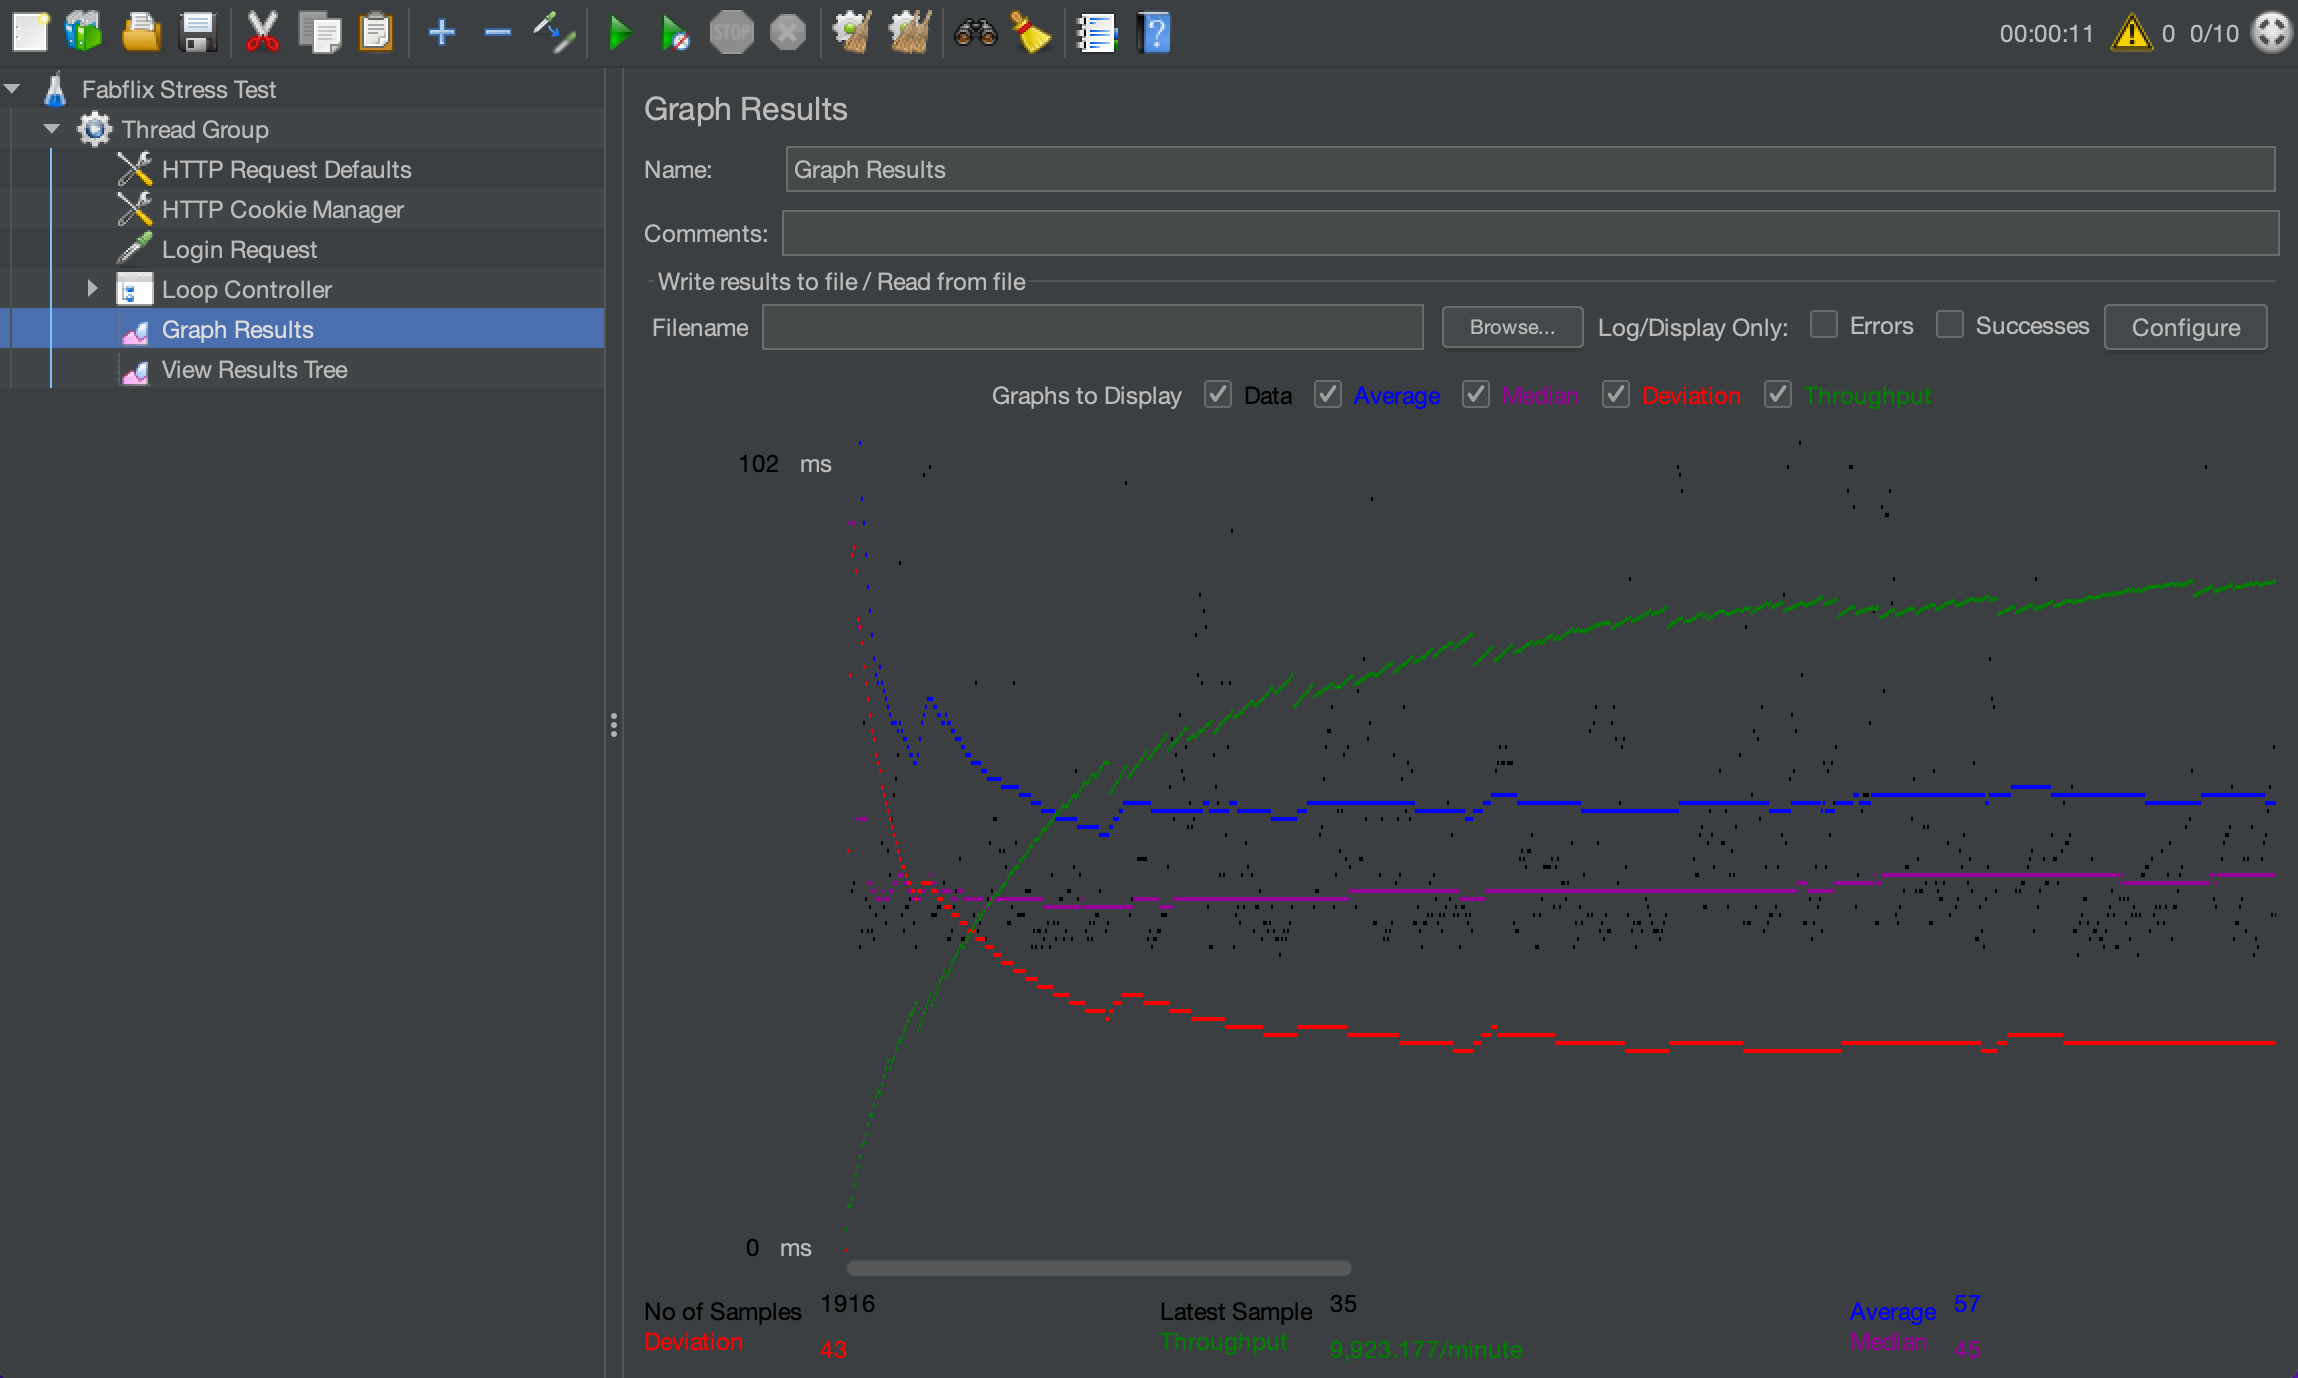 STOP
00:00:11 0 0/10
Fabflix Stress Test
Thread Group
HTTP Request Defaults
HTTP Cookie Manager
Login Request
Loop Controller
Graph Results
View Results Tree
Graph Results
Name: Graph Results
Comments:
Write results to file / Read from file
Filename Browse... Log/Display Only: Errors Successes Configure
Graphs to Display Data Average Median Deviation Throughput
102 ms
0 ms
No of Samples 1916 Latest Sample 35 Average 57
Deviation 43 Throughput 9,923.177/minute Median 45